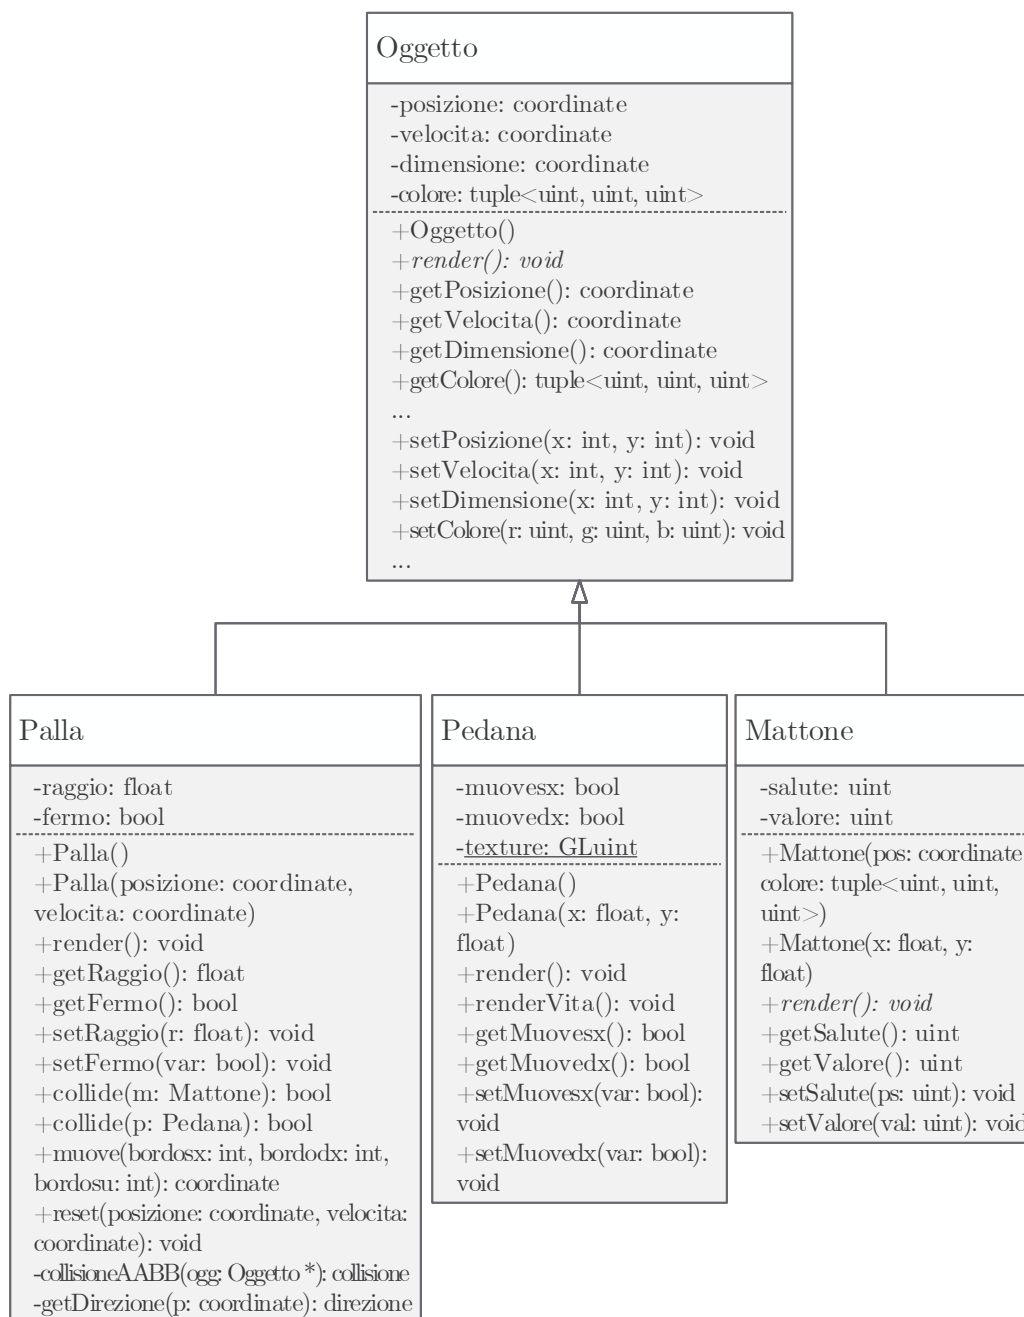 Oggetto
-posizione: coordinate
-velocita: coordinate
-dimensione: coordinate
-colore: tuple<uint, uint, uint>
+Oggetto()
+render(): void
+getPosizione(): coordinate
+getVelocita(): coordinate
+getDimensione(): coordinate
+getColore(): tuple<uint, uint, uint>
...
+setPosizione(x: int, y: int): void
+setVelocita(x: int, y: int): void
+setDimensione(x: int, y: int): void
+setColore(r: uint, g: uint, b: uint): void
...
Palla
-raggio: float
-fermo: bool
+Palla()
+Palla(posizione: coordinate,
velocita: coordinate)
+render(): void
+getRaggio(): float
+getFermo(): bool
+setRaggio(r: float): void
+setFermo(var: bool): void
+collide(m: Mattone): bool
+collide(p: Pedana): bool
+muove(bordosx: int, bordodx: int,
bordosu: int): coordinate
+reset(posizione: coordinate, velocita:
coordinate): void
-collisioneAABB(ogg: Oggetto *): collisione
-getDirezione(p: coordinate): direzione
Pedana
-muovesx: bool
-muovedx: bool
-texture: GLuint
+Pedana()
+Pedana(x: float, y:
float)
+render(): void
+renderVita(): void
+getMuovesx(): bool
+getMuovedx(): bool
+setMuovesx(var: bool):
void
+setMuovedx(var: bool):
void
Mattone
-salute: uint
-valore: uint
+Mattone(pos: coordinate
colore: tuple<uint, uint,
uint>)
+Mattone(x: float, y:
float)
+render(): void
+getSalute(): uint
+getValore(): uint
+setSalute(ps: uint): void
+setValore(val: uint): void